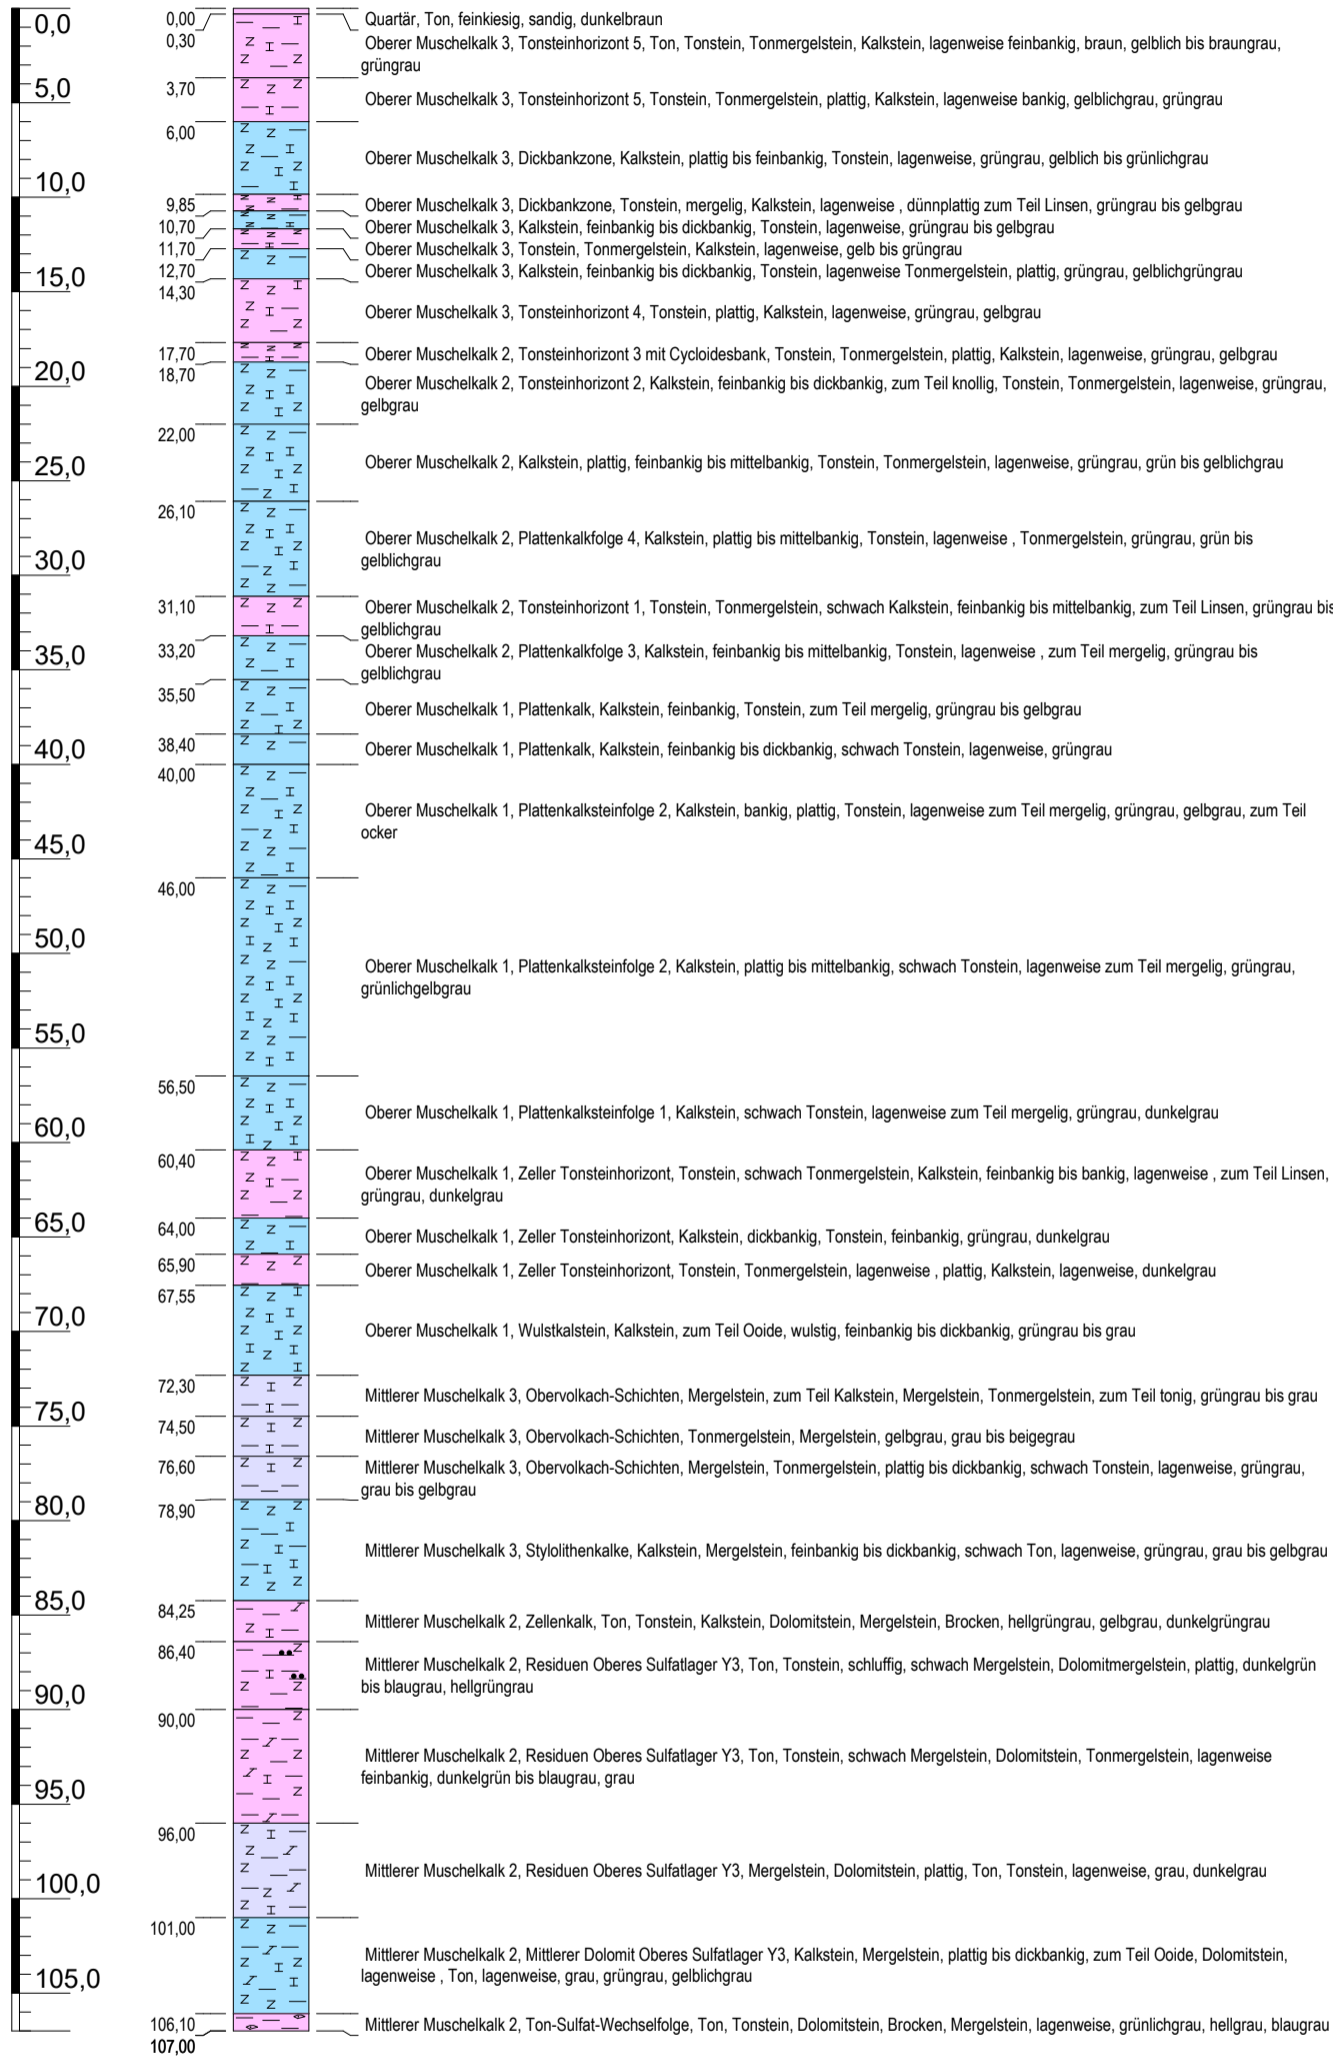 0,0
0,00 Quartär, Ton, feinkiesig, sandig, dunkelbraun
0,30 Oberer Muschelkalk 3, Tonsteinhorizont 5, Ton, Tonstein, Tonmergelstein, Kalkstein, lagenweise feinbankig, braun, gelblich bis braungrau,
grüngrau
5,0
3,70 Oberer Muschelkalk 3, Tonsteinhorizont 5, Tonstein, Tonmergelstein, plattig, Kalkstein, lagenweise bankig, gelblichgrau, grüngrau
6,00 Oberer Muschelkalk 3, Dickbankzone, Kalkstein, plattig bis feinbankig, Tonstein, lagenweise, grüngrau, gelblich bis grünlichgrau
10,0
9,85 Oberer Muschelkalk 3, Dickbankzone, Tonstein, mergelig, Kalkstein, lagenweise , dünnplattig zum Teil Linsen, grüngrau bis gelbgrau
10,70 Oberer Muschelkalk 3, Kalkstein, feinbankig bis dickbankig, Tonstein, lagenweise, grüngrau bis gelbgrau
11,70 Oberer Muschelkalk 3, Tonstein, Tonmergelstein, Kalkstein, lagenweise, gelb bis grüngrau
12,70 Oberer Muschelkalk 3, Kalkstein, feinbankig bis dickbankig, Tonstein, lagenweise Tonmergelstein, plattig, grüngrau, gelblichgrüngrau
15,0
14,30 Oberer Muschelkalk 3, Tonsteinhorizont 4, Tonstein, plattig, Kalkstein, lagenweise, grüngrau, gelbgrau
17,70 Oberer Muschelkalk 2, Tonsteinhorizont 3 mit Cycloidesbank, Tonstein, Tonmergelstein, plattig, Kalkstein, lagenweise, grüngrau, gelbgrau
20,0
18,70 Oberer Muschelkalk 2, Tonsteinhorizont 2, Kalkstein, feinbankig bis dickbankig, zum Teil knollig, Tonstein, Tonmergelstein, lagenweise, grüngrau,
gelbgrau
22,00 Oberer Muschelkalk 2, Kalkstein, plattig, feinbankig bis mittelbankig, Tonstein, Tonmergelstein, lagenweise, grüngrau, grün bis gelblichgrau
25,0
26,10 Oberer Muschelkalk 2, Plattenkalkfolge 4, Kalkstein, plattig bis mittelbankig, Tonstein, lagenweise , Tonmergelstein, grüngrau, grün bis
gelblichgrau
30,0
31,10 Oberer Muschelkalk 2, Tonsteinhorizont 1, Tonstein, Tonmergelstein, schwach Kalkstein, feinbankig bis mittelbankig, zum Teil Linsen, grüngrau bis
gelblichgrau
33,20 Oberer Muschelkalk 2, Plattenkalkfolge 3, Kalkstein, feinbankig bis mittelbankig, Tonstein, lagenweise , zum Teil mergelig, grüngrau bis
gelblichgrau
35,0
35,50 Oberer Muschelkalk 1, Plattenkalk, Kalkstein, feinbankig, Tonstein, zum Teil mergelig, grüngrau bis gelbgrau
38,40 Oberer Muschelkalk 1, Plattenkalk, Kalkstein, feinbankig bis dickbankig, schwach Tonstein, lagenweise, grüngrau
40,0
40,00 Oberer Muschelkalk 1, Plattenkalksteinfolge 2, Kalkstein, bankig, plattig, Tonstein, lagenweise zum Teil mergelig, grüngrau, gelbgrau, zum Teil
ocker
45,0
46,00 Oberer Muschelkalk 1, Plattenkalksteinfolge 2, Kalkstein, plattig bis mittelbankig, schwach Tonstein, lagenweise zum Teil mergelig, grüngrau,
grünlichgelbgrau
50,0
55,0
56,50 Oberer Muschelkalk 1, Plattenkalksteinfolge 1, Kalkstein, schwach Tonstein, lagenweise zum Teil mergelig, grüngrau, dunkelgrau
60,0
60,40 Oberer Muschelkalk 1, Zeller Tonsteinhorizont, Tonstein, schwach Tonmergelstein, Kalkstein, feinbankig bis bankig, lagenweise , zum Teil Linsen,
grüngrau, dunkelgrau
65,0
64,00 Oberer Muschelkalk 1, Zeller Tonsteinhorizont, Kalkstein, dickbankig, Tonstein, feinbankig, grüngrau, dunkelgrau
65,90 Oberer Muschelkalk 1, Zeller Tonsteinhorizont, Tonstein, Tonmergelstein, lagenweise , plattig, Kalkstein, lagenweise, dunkelgrau
67,55 Oberer Muschelkalk 1, Wulstkalstein, Kalkstein, zum Teil Ooide, wulstig, feinbankig bis dickbankig, grüngrau bis grau
70,0
72,30 Mittlerer Muschelkalk 3, Obervolkach-Schichten, Mergelstein, zum Teil Kalkstein, Mergelstein, Tonmergelstein, zum Teil tonig, grüngrau bis grau
75,0
74,50 Mittlerer Muschelkalk 3, Obervolkach-Schichten, Tonmergelstein, Mergelstein, gelbgrau, grau bis beigegrau
76,60 Mittlerer Muschelkalk 3, Obervolkach-Schichten, Mergelstein, Tonmergelstein, plattig bis dickbankig, schwach Tonstein, lagenweise, grüngrau,
grau bis gelbgrau
80,0
78,90 Mittlerer Muschelkalk 3, Stylolithenkalke, Kalkstein, Mergelstein, feinbankig bis dickbankig, schwach Ton, lagenweise, grüngrau, grau bis gelbgrau
85,0
84,25 Mittlerer Muschelkalk 2, Zellenkalk, Ton, Tonstein, Kalkstein, Dolomitstein, Mergelstein, Brocken, hellgrüngrau, gelbgrau, dunkelgrüngrau
86,40 Mittlerer Muschelkalk 2, Residuen Oberes Sulfatlager Y3, Ton, Tonstein, schluffig, schwach Mergelstein, Dolomitmergelstein, plattig, dunkelgrün
bis blaugrau, hellgrüngrau
90,0
90,00 Mittlerer Muschelkalk 2, Residuen Oberes Sulfatlager Y3, Ton, Tonstein, schwach Mergelstein, Dolomitstein, Tonmergelstein, lagenweise
feinbankig, dunkelgrün bis blaugrau, grau
95,0
96,00 Mittlerer Muschelkalk 2, Residuen Oberes Sulfatlager Y3, Mergelstein, Dolomitstein, plattig, Ton, Tonstein, lagenweise, grau, dunkelgrau
100,0
101,00 Mittlerer Muschelkalk 2, Mittlerer Dolomit Oberes Sulfatlager Y3, Kalkstein, Mergelstein, plattig bis dickbankig, zum Teil Ooide, Dolomitstein,
lagenweise , Ton, lagenweise, grau, grüngrau, gelblichgrau
105,0
106,10 Mittlerer Muschelkalk 2, Ton-Sulfat-Wechselfolge, Ton, Tonstein, Dolomitstein, Brocken, Mergelstein, lagenweise, grünlichgrau, hellgrau, blaugrau
107,00